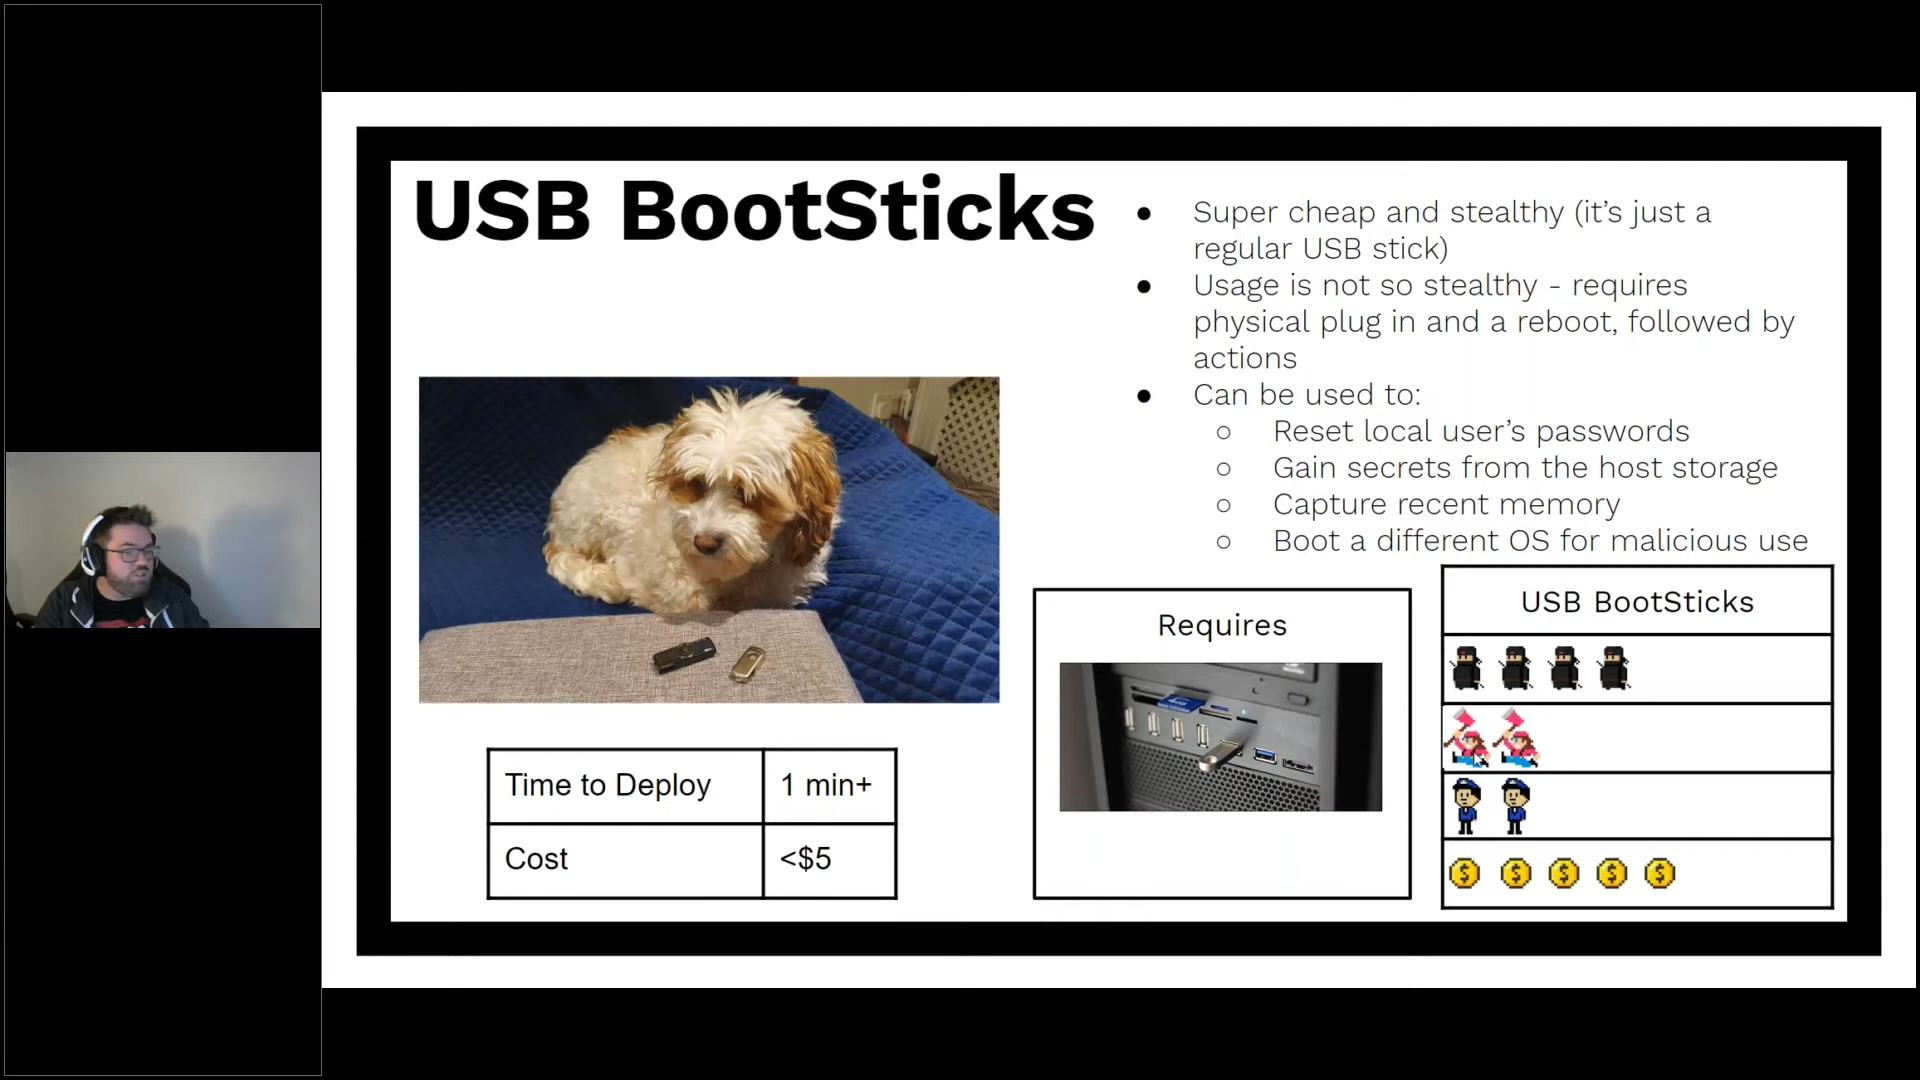 USB BootSticks
● Super cheap and stealthy (it’s just a
regular USB stick)
● Usage is not so stealthy - requires
physical plug in and a reboot, followed by
actions
● Can be used to:
○ Reset local user’s passwords
○ Gain secrets from the host storage
○ Capture recent memory
○ Boot a different OS for malicious use
Time to Deploy 1 min+
Cost <$5
Requires
USB BootSticks
$ $ $ $ $